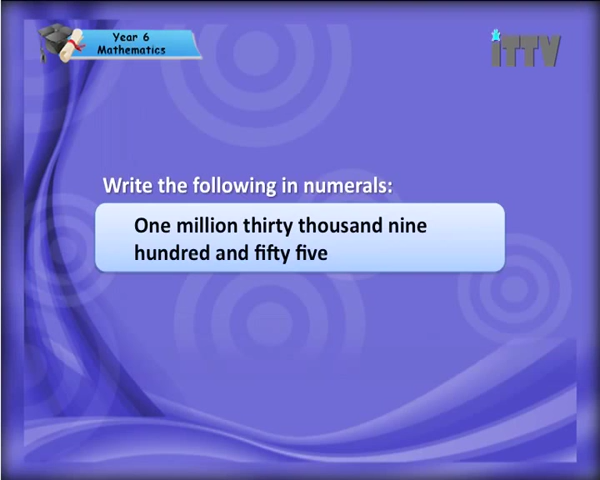 Year 6
Mathematics
iTTV
Write the following in numerals:
One million thirty thousand nine
hundred and fifty five